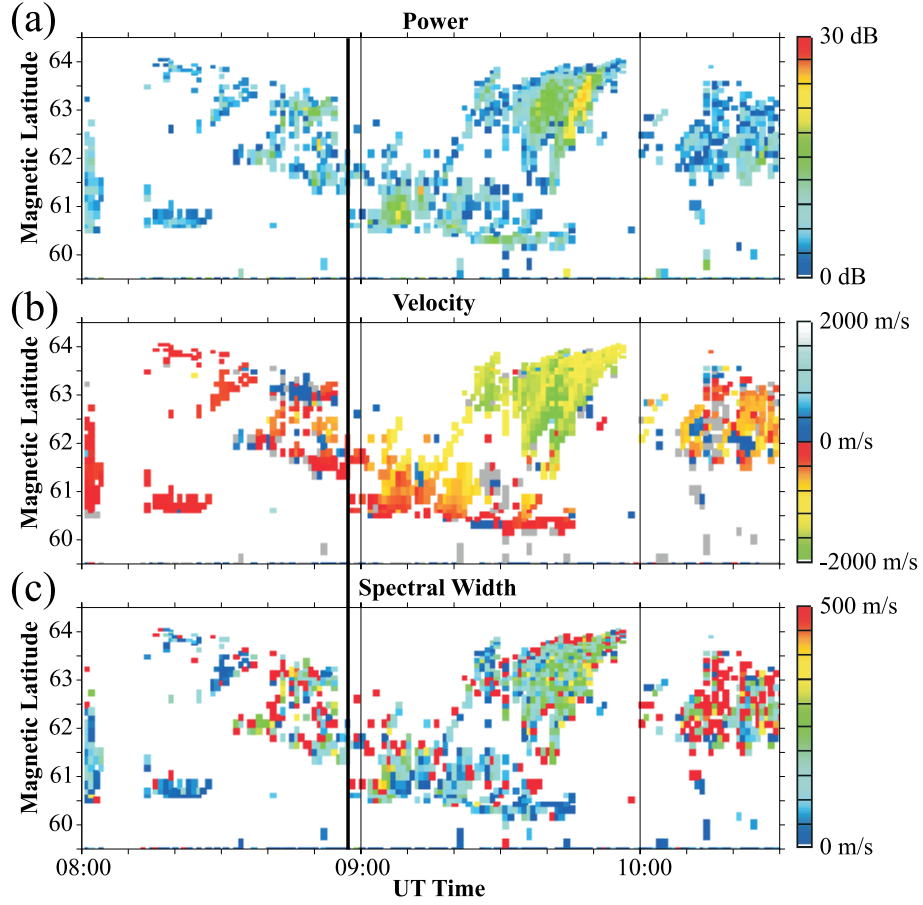 (a)
Power
30 dB
Magnetic Latitude
64
63
62
61
60
0 dB
(b)
Velocity
2000 m/s
Magnetic Latitude
64
63
62
61
60
0 m/s
-2000 m/s
(c)
Spectral Width
500 m/s
Magnetic Latitude
64
63
62
61
60
0 m/s
08:00
09:00
10:00
UT Time